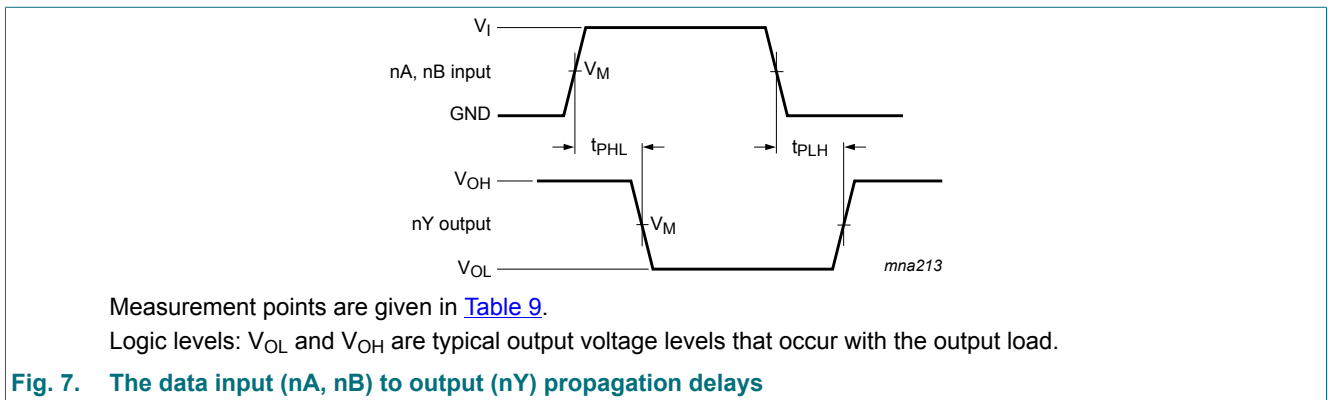 VI
nA, nB input
VM
GND
tPHL
tPLH
VOH
nY output
VM
VOL
mna213
Measurement points are given in Table 9.
Logic levels: VOL and VOH are typical output voltage levels that occur with the output load.
Fig. 7. The data input (nA, nB) to output (nY) propagation delays